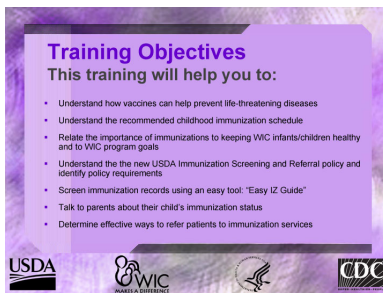 Training Objectives
This training will help you to:
Understand how vaccines can help prevent life-threatening diseases
Understand the recommended childhood immunization schedule
Relate the importance of immunizations to keeping WIC infants/children healthy
and to WIC program goals
Understand the the new USDA Immunization Screening and Referral policy and
identify policy requirements
Screen immunization records using an easy tool: “Easy IZ Guide”
Talk to parents about their child’s immunization status
Determine effective ways to refer patients to immunization services
USDA
WIC
MAKES A DIFFERENCE
CDC